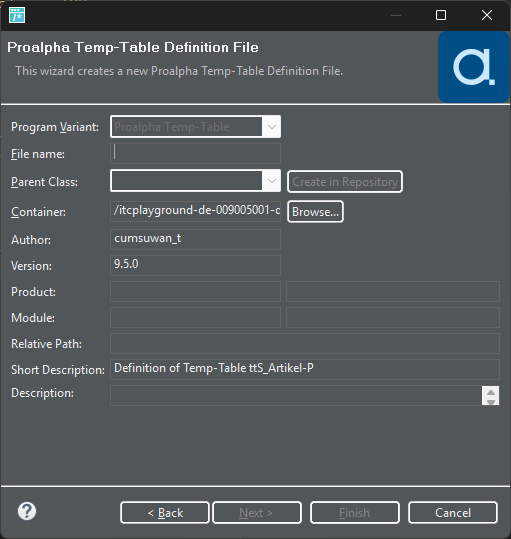 Proalpha Temp-Table Definition File
This wizard creates a new Proalpha Temp-Table Definition File.
Program Variant: Proalpha Temp-Table
File name:
Parent Class: Create in Repository
Container: /itcplayground-de-009005001-c Browse...
Author: cumsuwan_t
Version: 9.5.0
Product:
Module:
Relative Path:
Short Description: Definition of Temp-Table ttS_Artikel-P
Description:
? < Back Next > Finish Cancel